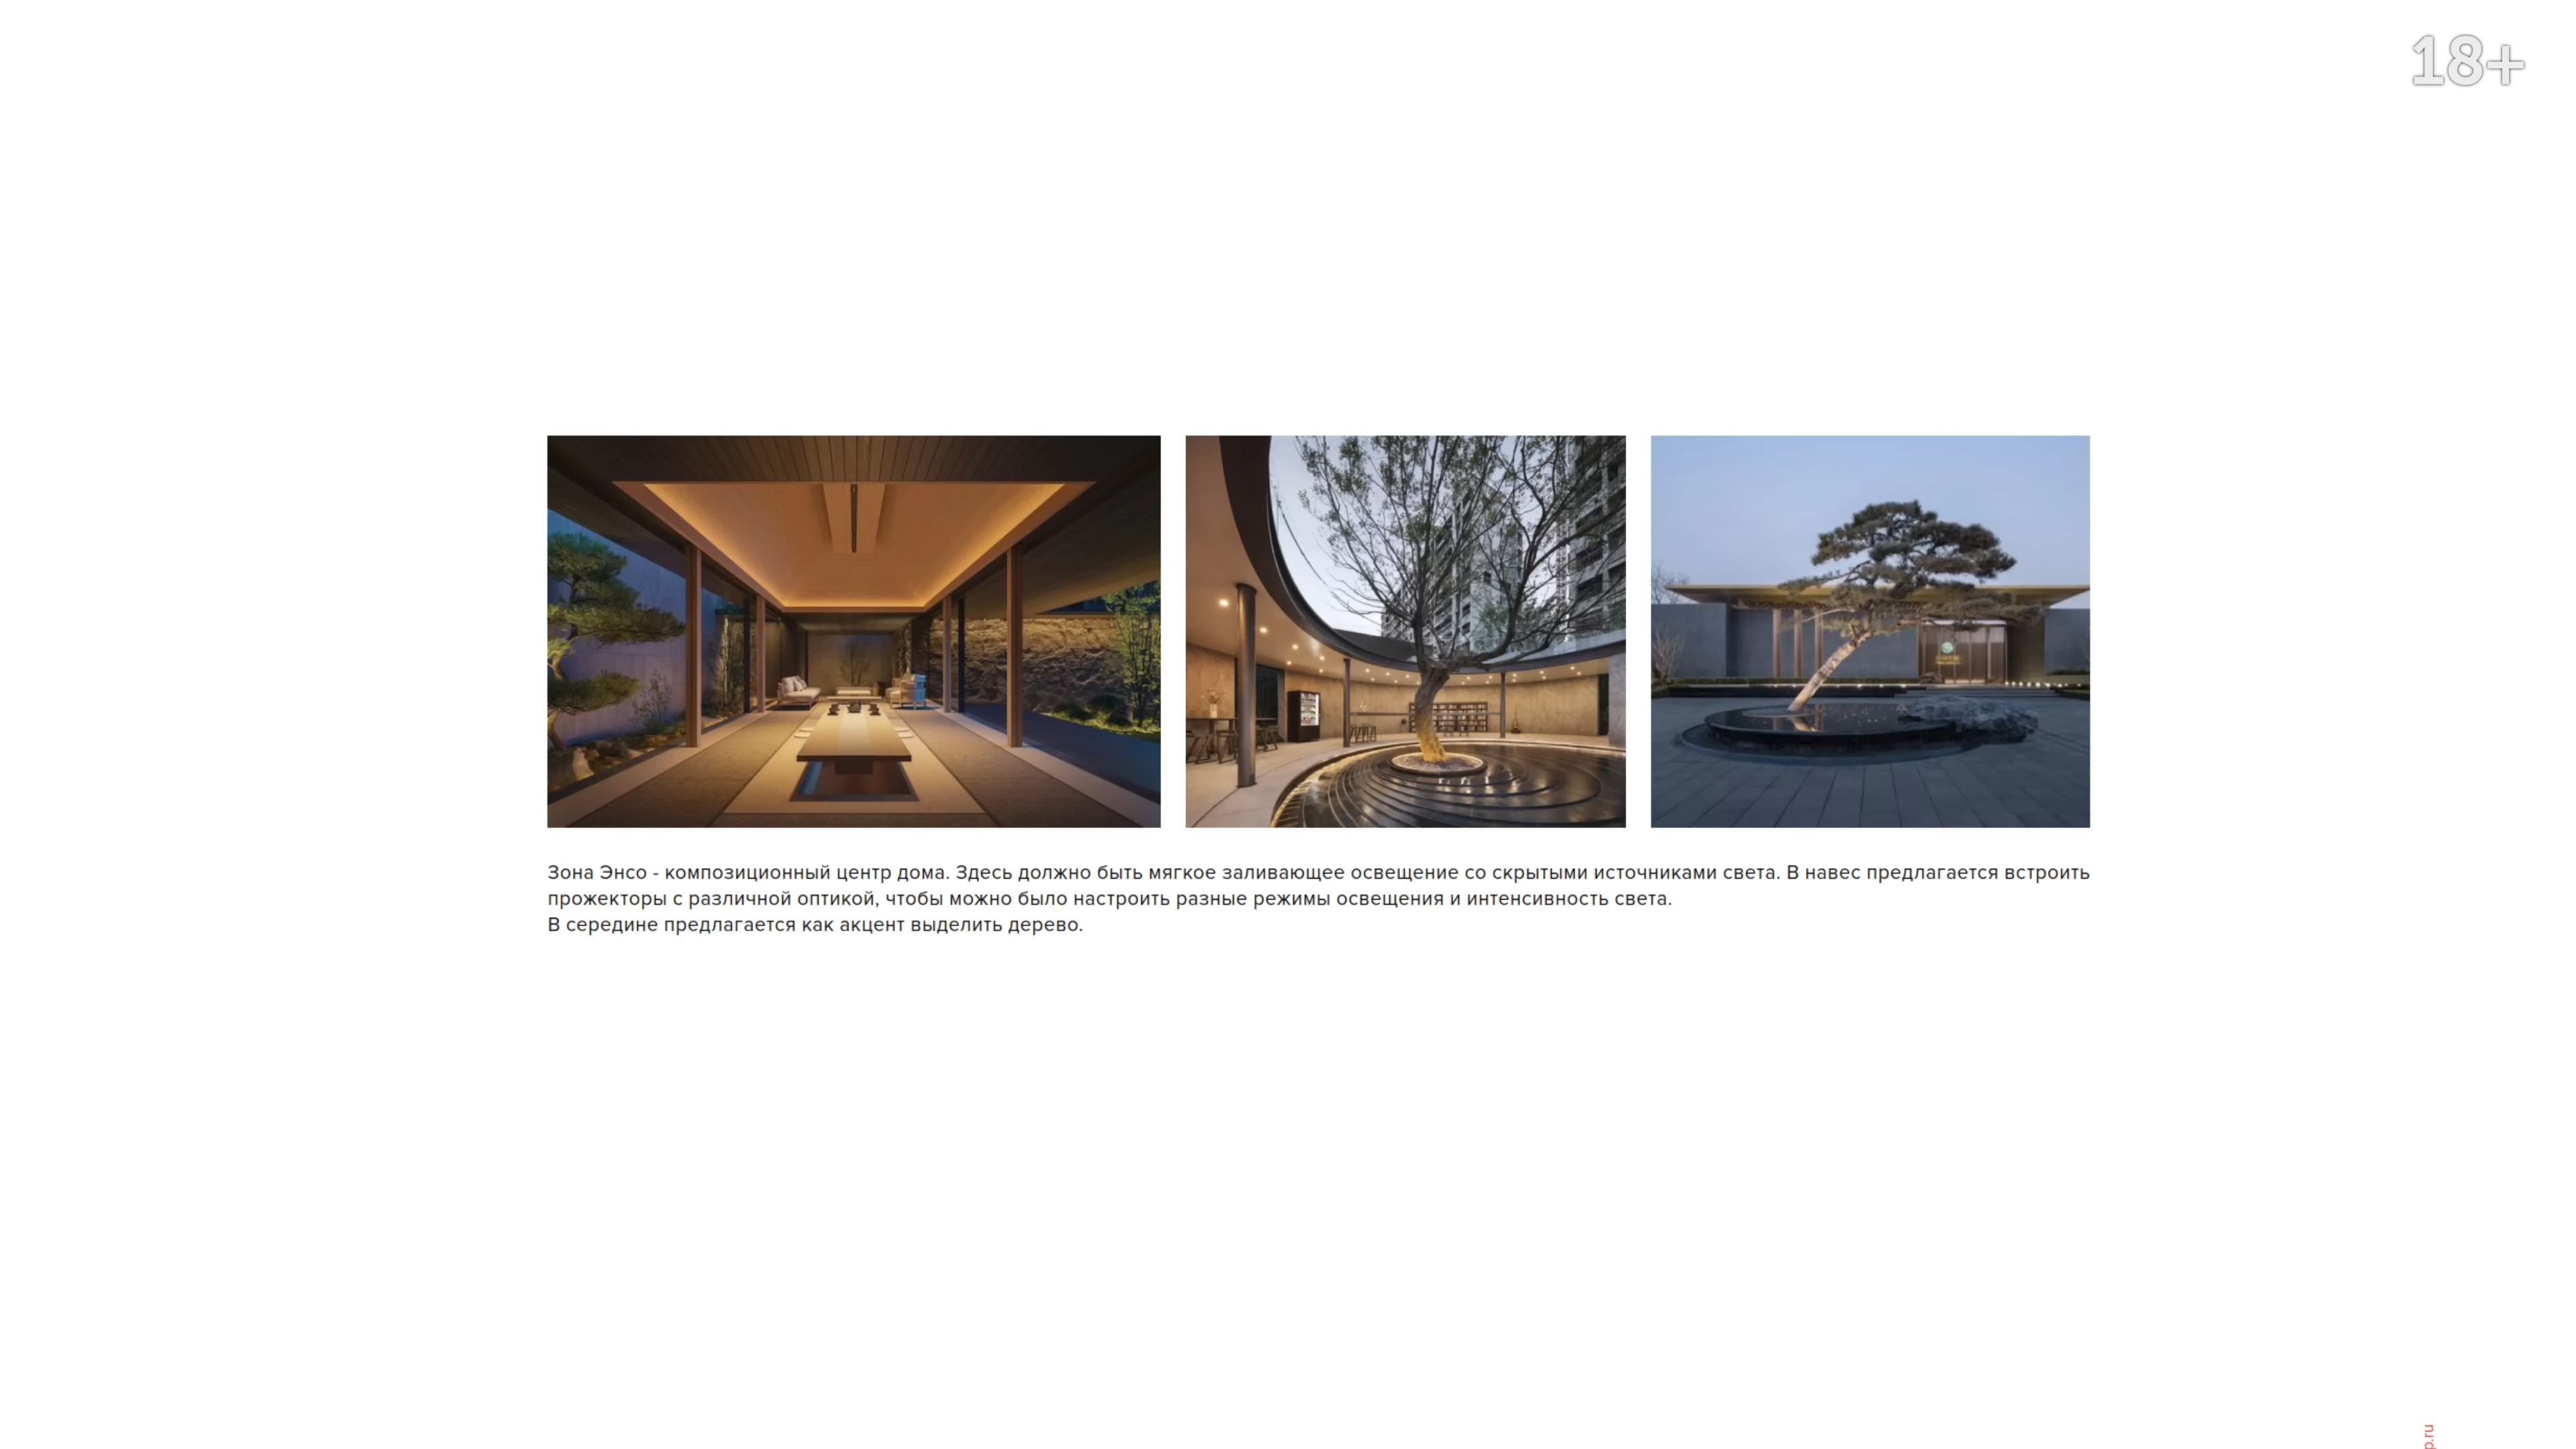 18+
Зона Энсо - композиционный центр дома. Здесь должно быть мягкое заливающее освещение со скрытыми источниками света. В навес предлагается встроить
прожекторы с различной оптикой, чтобы можно было настроить разные режимы освещения и интенсивность света.
В середине предлагается как акцент выделить дерево.
p.ru